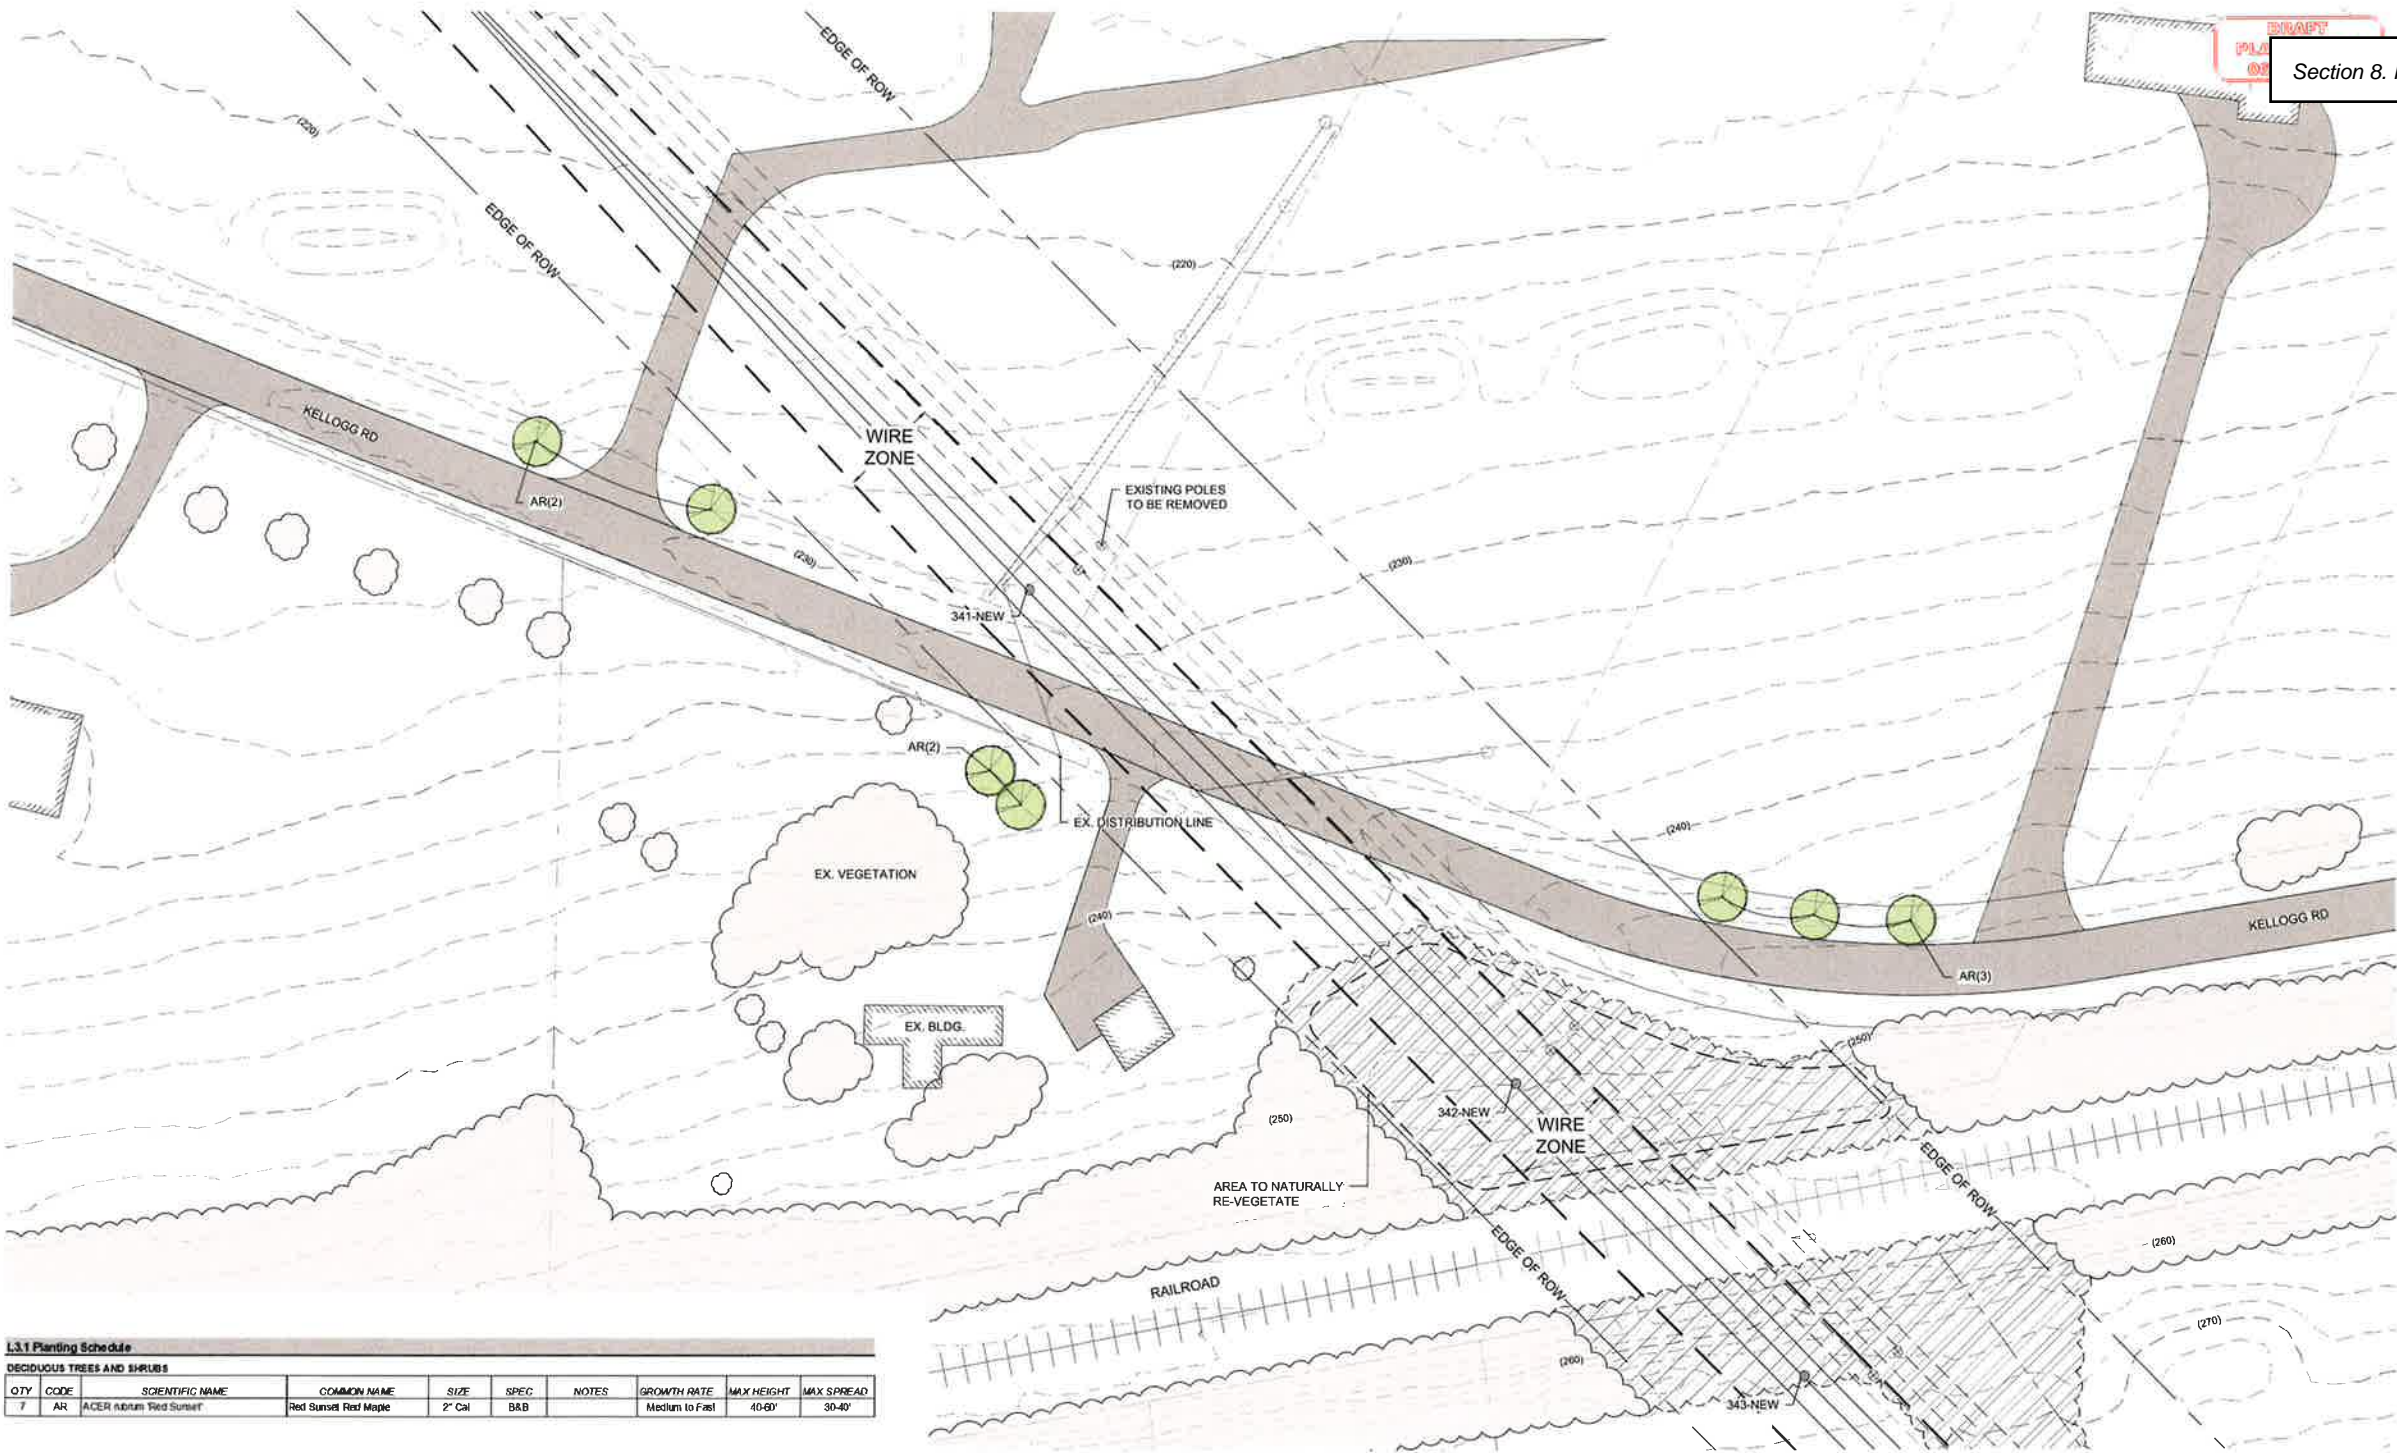 DRAFT
Section 8.
EDGE OF ROW
(220)
EDGE OF ROW
(220)
KELLOGG RD
WIRE
ZONE
AR(2)
EXISTING POLES
TO BE REMOVED
(230)
(230)
341-NEW
AR(2)
EX. DISTRIBUTION LINE
(240)
EX. VEGETATION
(240)
KELLOGG RD
AR(3)
EX. BLDG.
(250)
342-NEW
(250)
WIRE
ZONE
EDGE OF ROW
AREA TO NATURALLY
RE-VEGETATE
EDGE OF ROW
(260)
RAILROAD
(270)
(260)
343-NEW
L3.1 Planting Schedule
DECIDUOUS TREES AND SHRUBS
QTY CODE SCIENTIFIC NAME COMMON NAME SIZE SPEC NOTES GROWTH RATE MAX HEIGHT MAX SPREAD
7 AR ACER rubrum 'Red Sunset' Red Sunset Red Maple 2" Cal B&B Medium to Fast 40-60' 30-40'